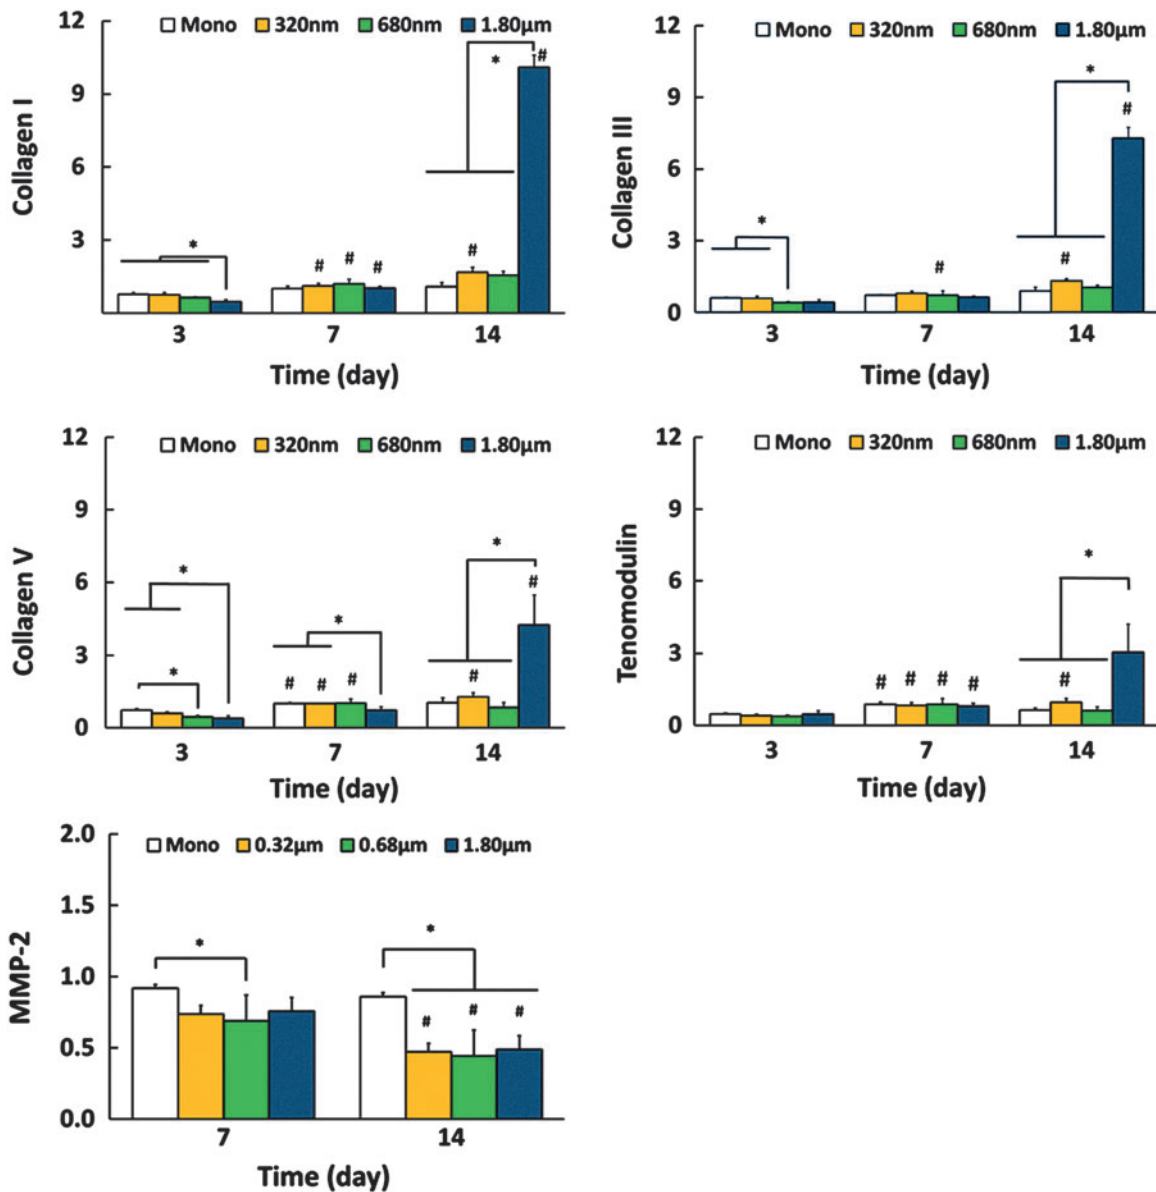 Mono 320nm 680nm 1.80µm
Collagen I
12
9
6
3
* *
# # # # #
3 7 14
Time (day)
Mono 320nm 680nm 1.80µm
Collagen III
12
9
6
3
0
* *
# # #
3 7 14
Time (day)
Mono 320nm 680nm 1.80µm
Collagen V
12
9
6
3
0
* * * *
# # # # #
3 7 14
Time (day)
Mono 320nm 680nm 1.80µm
Tenomodulin
12
9
6
3
0
*
# # # # #
3 7 14
Time (day)
Mono 0.32µm 0.68µm 1.80µm
MMP-2
2.0
1.5
1.0
0.5
0.0
* *
# # #
7 14
Time (day)